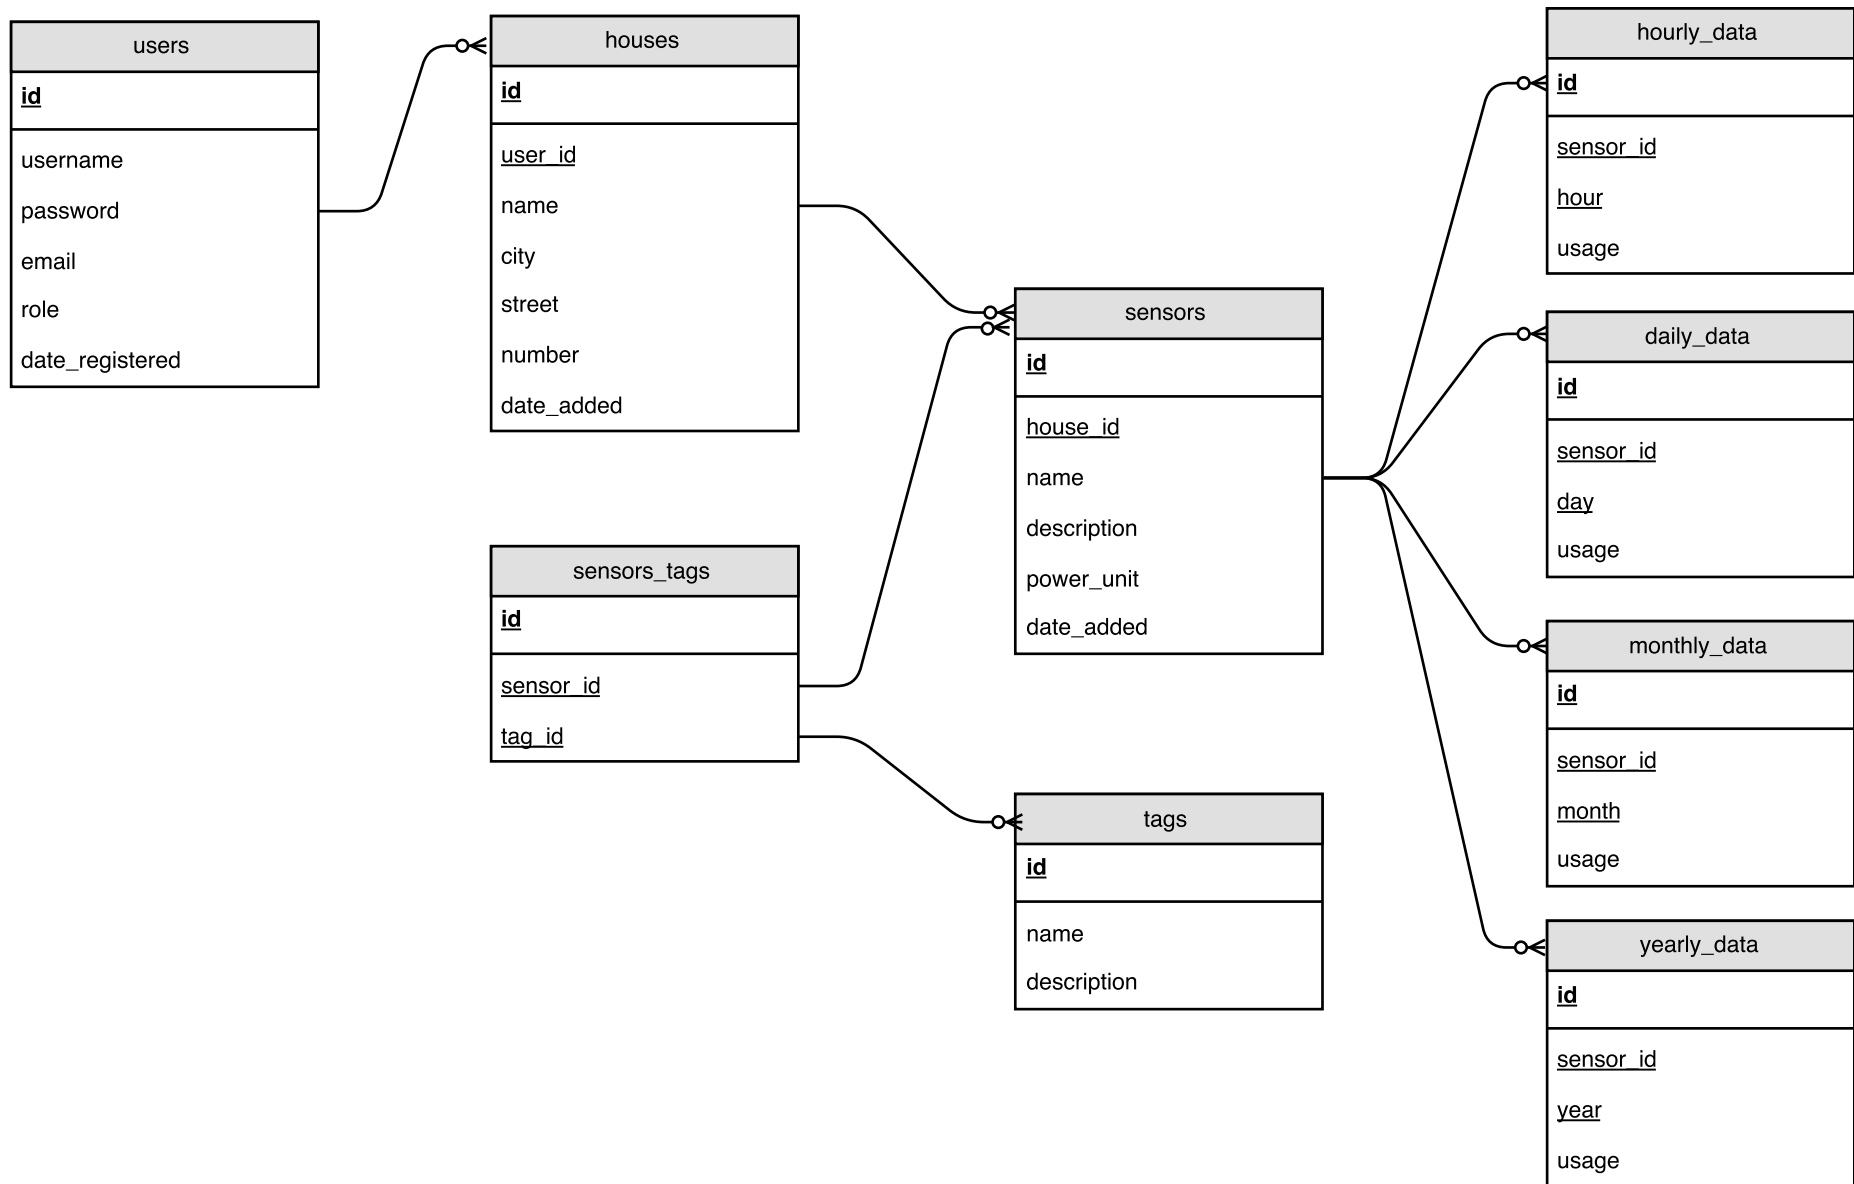 users
id
username
password
email
role
date_registered
houses
id
user_id
name
city
street
number
date_added
sensors_tags
id
sensor_id
tag_id
sensors
id
house_id
name
description
power_unit
date_added
tags
id
name
description
hourly_data
id
sensor_id
hour
usage
daily_data
id
sensor_id
day
usage
monthly_data
id
sensor_id
month
usage
yearly_data
id
sensor_id
year
usage